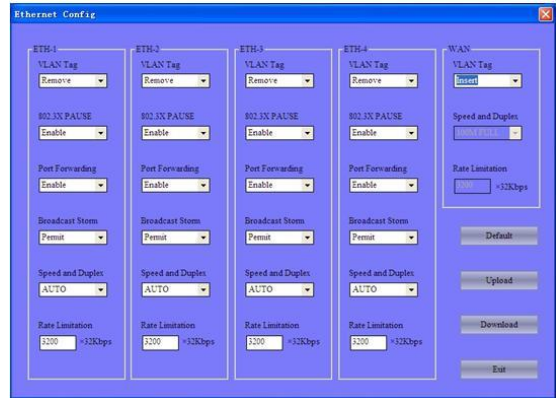 Ethernet Config
ETH-1
VLAN Tag
Remove
802.3X PAUSE
Enable
Port Forwarding
Enable
Broadcast Storm
Permit
Speed and Duplex
AUTO
Rate Limitation
3200 ×32Kbps
ETH-2
VLAN Tag
Remove
802.3X PAUSE
Enable
Port Forwarding
Enable
Broadcast Storm
Permit
Speed and Duplex
AUTO
Rate Limitation
3200 ×32Kbps
ETH-3
VLAN Tag
Remove
802.3X PAUSE
Enable
Port Forwarding
Enable
Broadcast Storm
Permit
Speed and Duplex
AUTO
Rate Limitation
3200 ×32Kbps
ETH-4
VLAN Tag
Remove
802.3X PAUSE
Enable
Port Forwarding
Enable
Broadcast Storm
Permit
Speed and Duplex
AUTO
Rate Limitation
3200 ×32Kbps
WAN
VLAN Tag
Insert
Speed and Duplex
100M FULL
Rate Limitation
3200 ×32Kbps
Default
Upload
Download
Exit